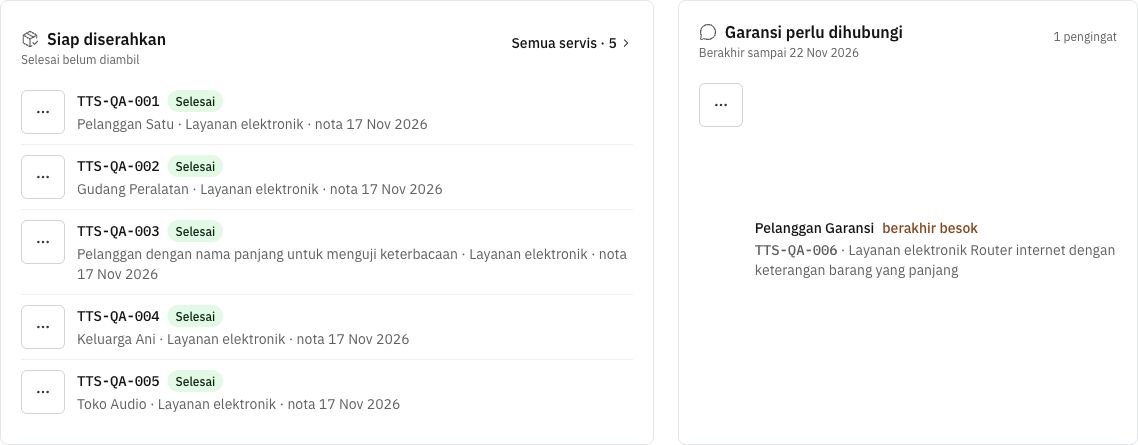 Siap diserahkan
Selesai belum diambil
Semua servis · 5
TTS-QA-001 Selesai
Pelanggan Satu · Layanan elektronik · nota 17 Nov 2026
TTS-QA-002 Selesai
Gudang Peralatan · Layanan elektronik · nota 17 Nov 2026
TTS-QA-003 Selesai
Pelanggan dengan nama panjang untuk menguji keterbacaan · Layanan elektronik · nota
17 Nov 2026
TTS-QA-004 Selesai
Keluarga Ani · Layanan elektronik · nota 17 Nov 2026
TTS-QA-005 Selesai
Toko Audio · Layanan elektronik · nota 17 Nov 2026
Garansi perlu dihubungi
Berakhir sampai 22 Nov 2026
1 pengingat
Pelanggan Garansi berakhir besok
TTS-QA-006 · Layanan elektronik Router internet dengan
keterangan barang yang panjang